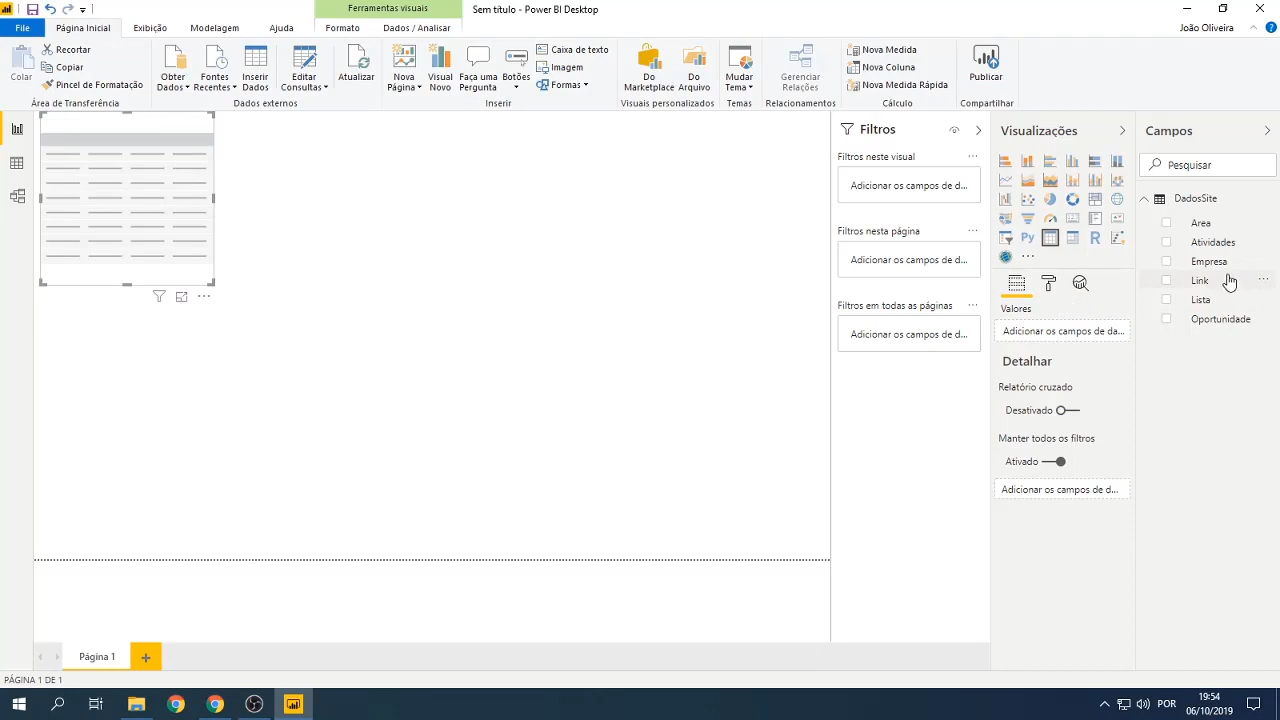 Ferramentas visuais
Sem título - Power BI Desktop
File
Página Inicial
Exibição
Modelagem
Ajuda
Formato
Dados / Analisar
João Oliveira
Colar
Recortar
Copiar
Pincel de Formatação
Área de Transferência
Obter Dados
Fontes Recentes
Inserir Dados
Editar Consultas
Atualizar
Dados externos
Nova Página
Visual Novo
Faça uma Pergunta
Botões
Caixa de texto
Imagem
Formas
Inserir
Do Marketplace
Do Arquivo
Visuais personalizados
Mudar Tema
Temas
Gerenciar Relações
Relacionamentos
Nova Medida
Nova Coluna
Nova Medida Rápida
Cálculo
Publicar
Compartilhar
Filtros
Filtros neste visual
Adicionar os campos de d...
Filtros nesta página
Adicionar os campos de d...
Filtros em todas as páginas
Adicionar os campos de d...
Visualizações
Py
R
Valores
Adicionar os campos de da...
Detalhar
Relatório cruzado
Desativado
Manter todos os filtros
Ativado
Adicionar os campos de d...
Campos
Pesquisar
DadosSite
Area
Atividades
Empresa
Link
Lista
Oportunidade
Página 1
PÁGINA 1 DE 1
POR
19:54
06/10/2019